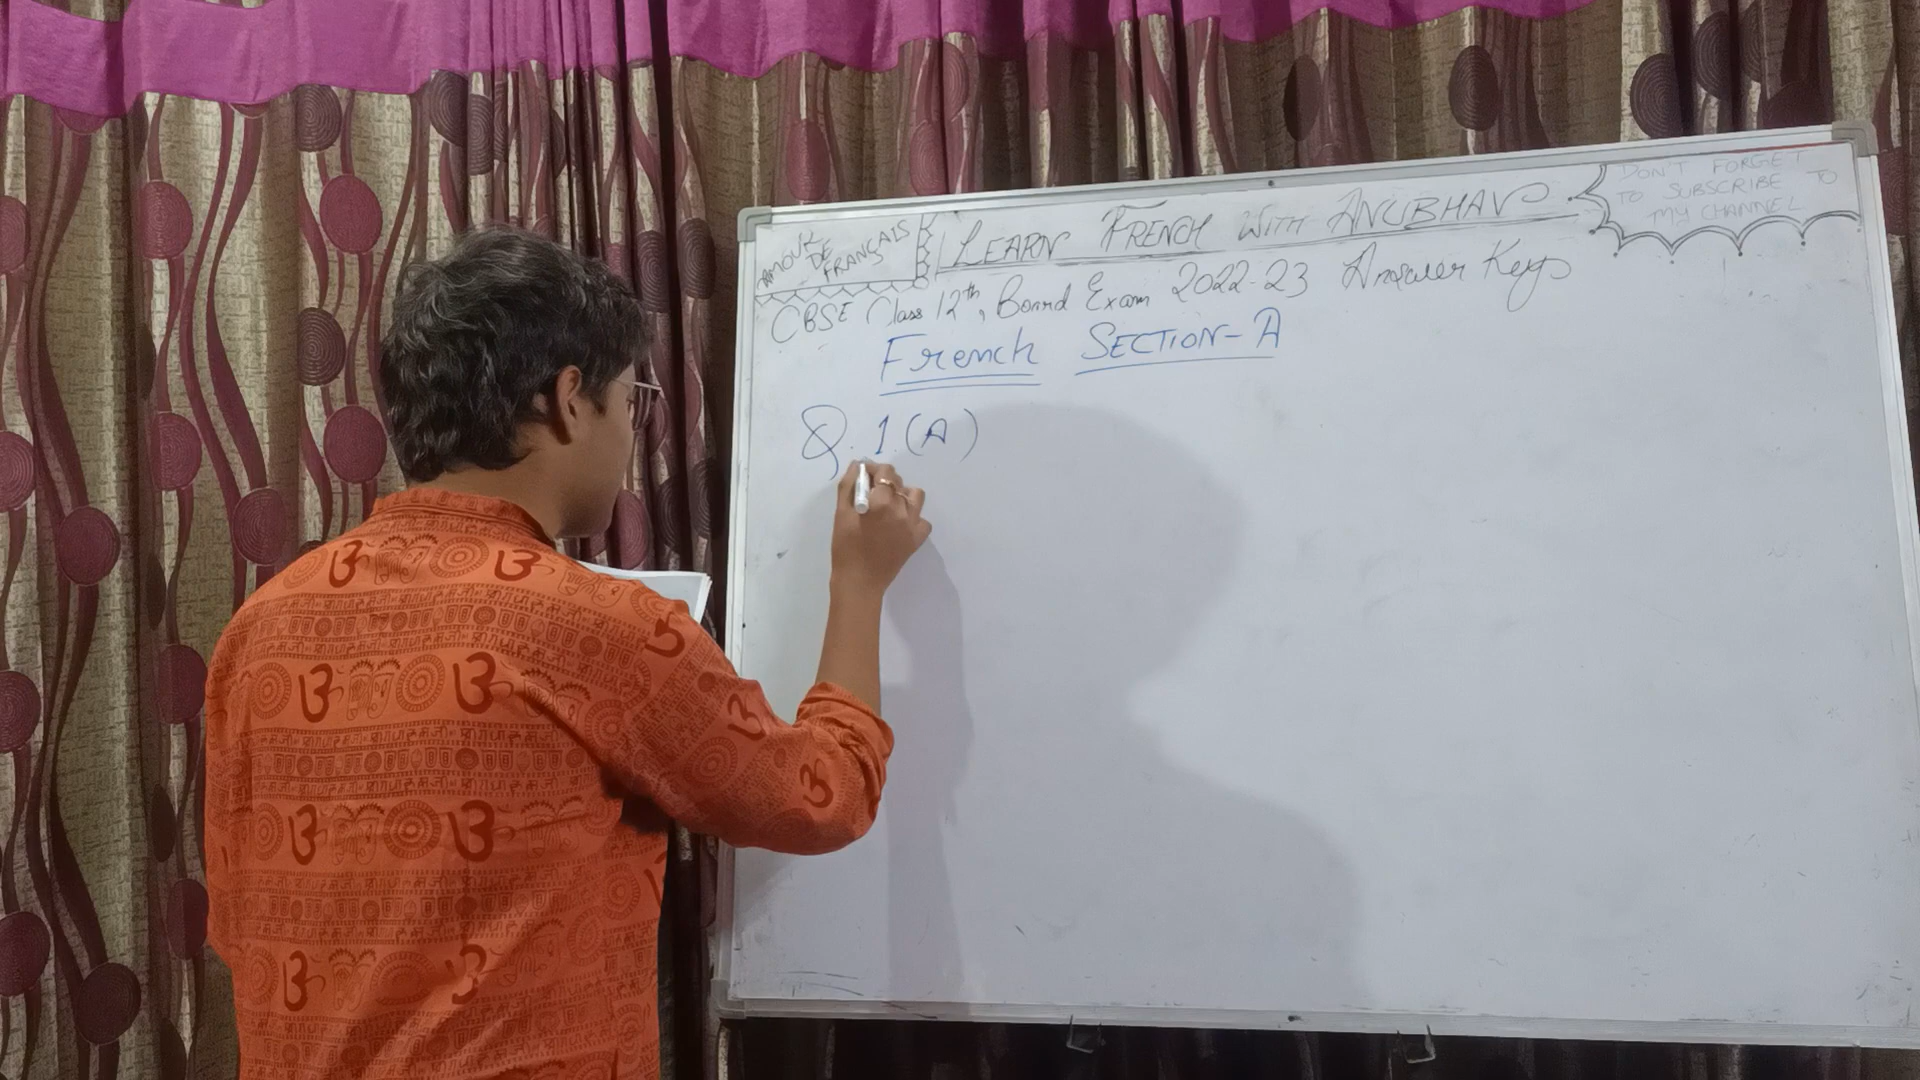 AMOUR
DE
FRANÇAIS
LEARN FRENCH WITH ANUBHAV
DON'T FORGET
TO SUBSCRIBE TO
MY CHANNEL
CBSE Class 12th, Board Exam 2022-23 Answer Keys
French SECTION-A
Q. 1.(A)